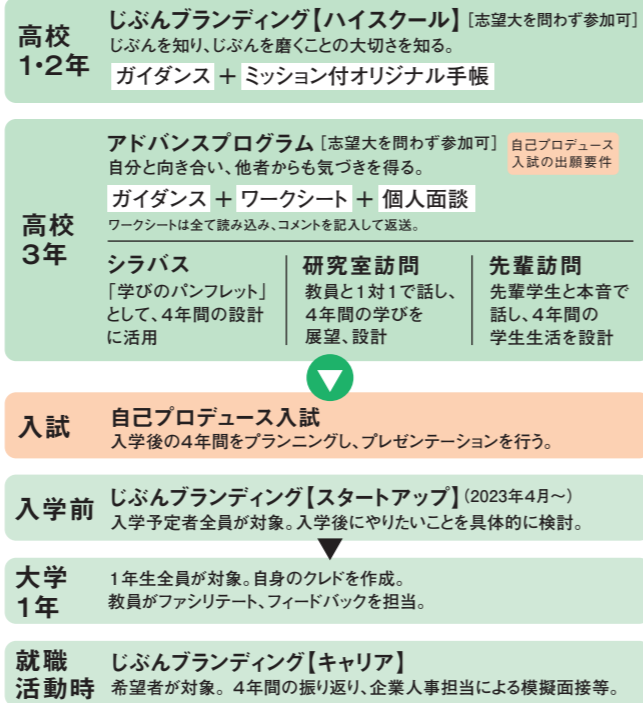 高校
1・2年
じぶんブランディング【ハイスクール】[志望大を問わず参加可]
じぶんを知り、じぶんを磨くことの大切さを知る。
ガイダンス + ミッション付オリジナル手帳
高校
3年
アドバンスプログラム [志望大を問わず参加可]
自己プロデュース
入試の出願要件
自分と向き合い、他者からも気づきを得る。
ガイダンス + ワークシート + 個人面談
ワークシートは全て読み込み、コメントを記入して返送。
シラバス
「学びのパンフレット」
として、4年間の設計
に活用
研究室訪問
教員と1対1で話し、
4年間の学びを
展望、設計
先輩訪問
先輩学生と本音で
話し、4年間の
学生生活を設計
入試
自己プロデュース入試
入学後の4年間をプランニングし、プレゼンテーションを行う。
入学前
じぶんブランディング【スタートアップ】(2023年4月〜)
入学予定者全員が対象。入学後にやりたいことを具体的に検討。
大学
1年
1年生全員が対象。自身のクレドを作成。
教員がファシリテート、フィードバックを担当。
就職
活動時
じぶんブランディング【キャリア】
希望者が対象。4年間の振り返り、企業人事担当による模擬面接等。